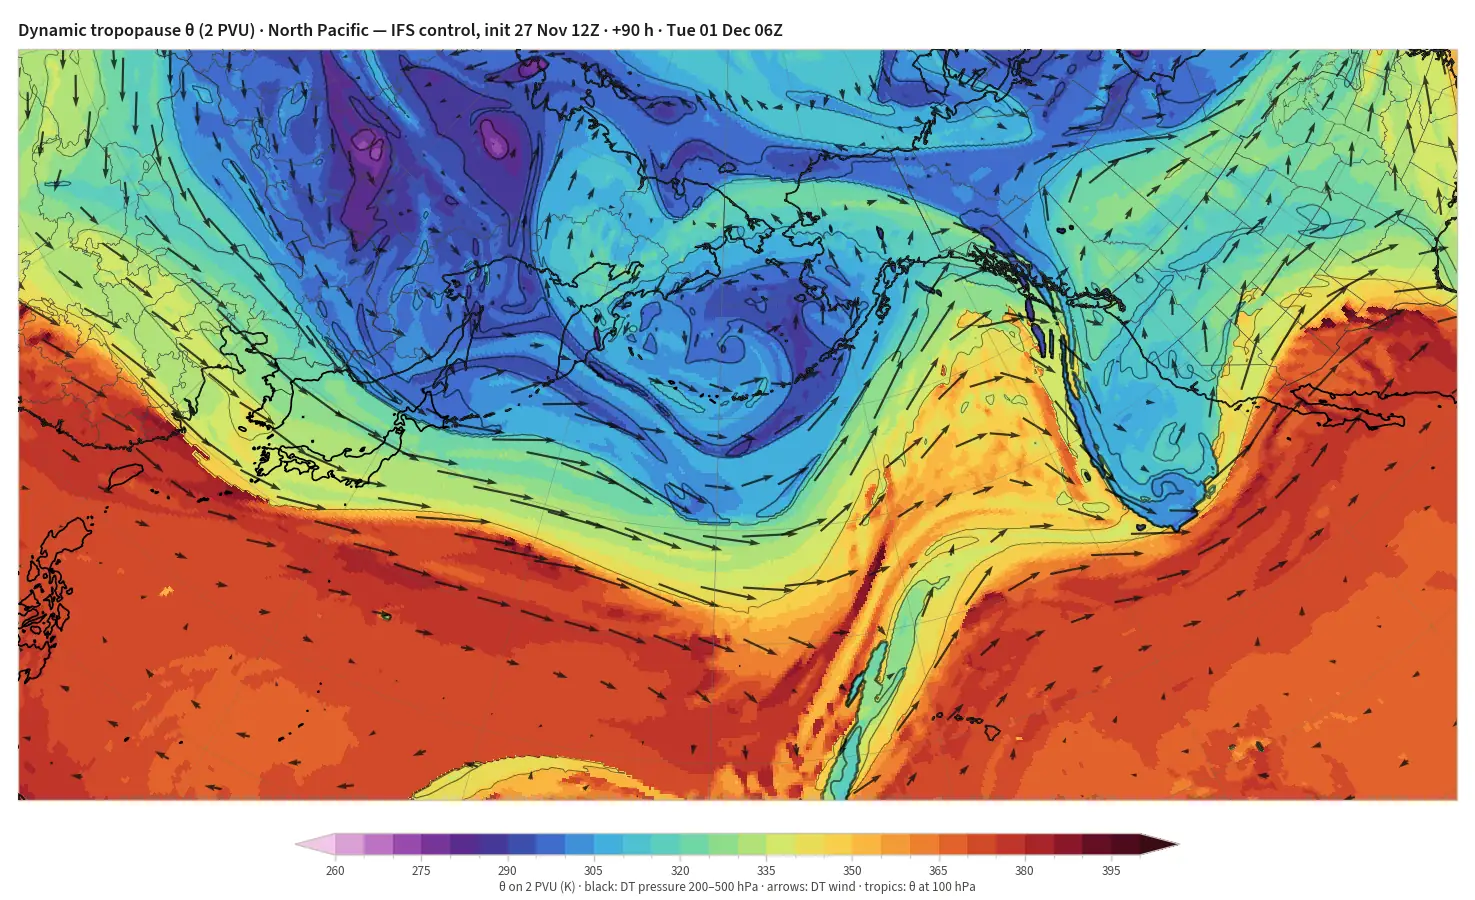 Dynamic tropopause θ (2 PVU) · North Pacific — IFS control, init 27 Nov 12Z · +90 h · Tue 01 Dec 06Z
260 275 290 305 320 335 350 365 380 395
θ on 2 PVU (K) · black: DT pressure 200–500 hPa · arrows: DT wind · tropics: θ at 100 hPa